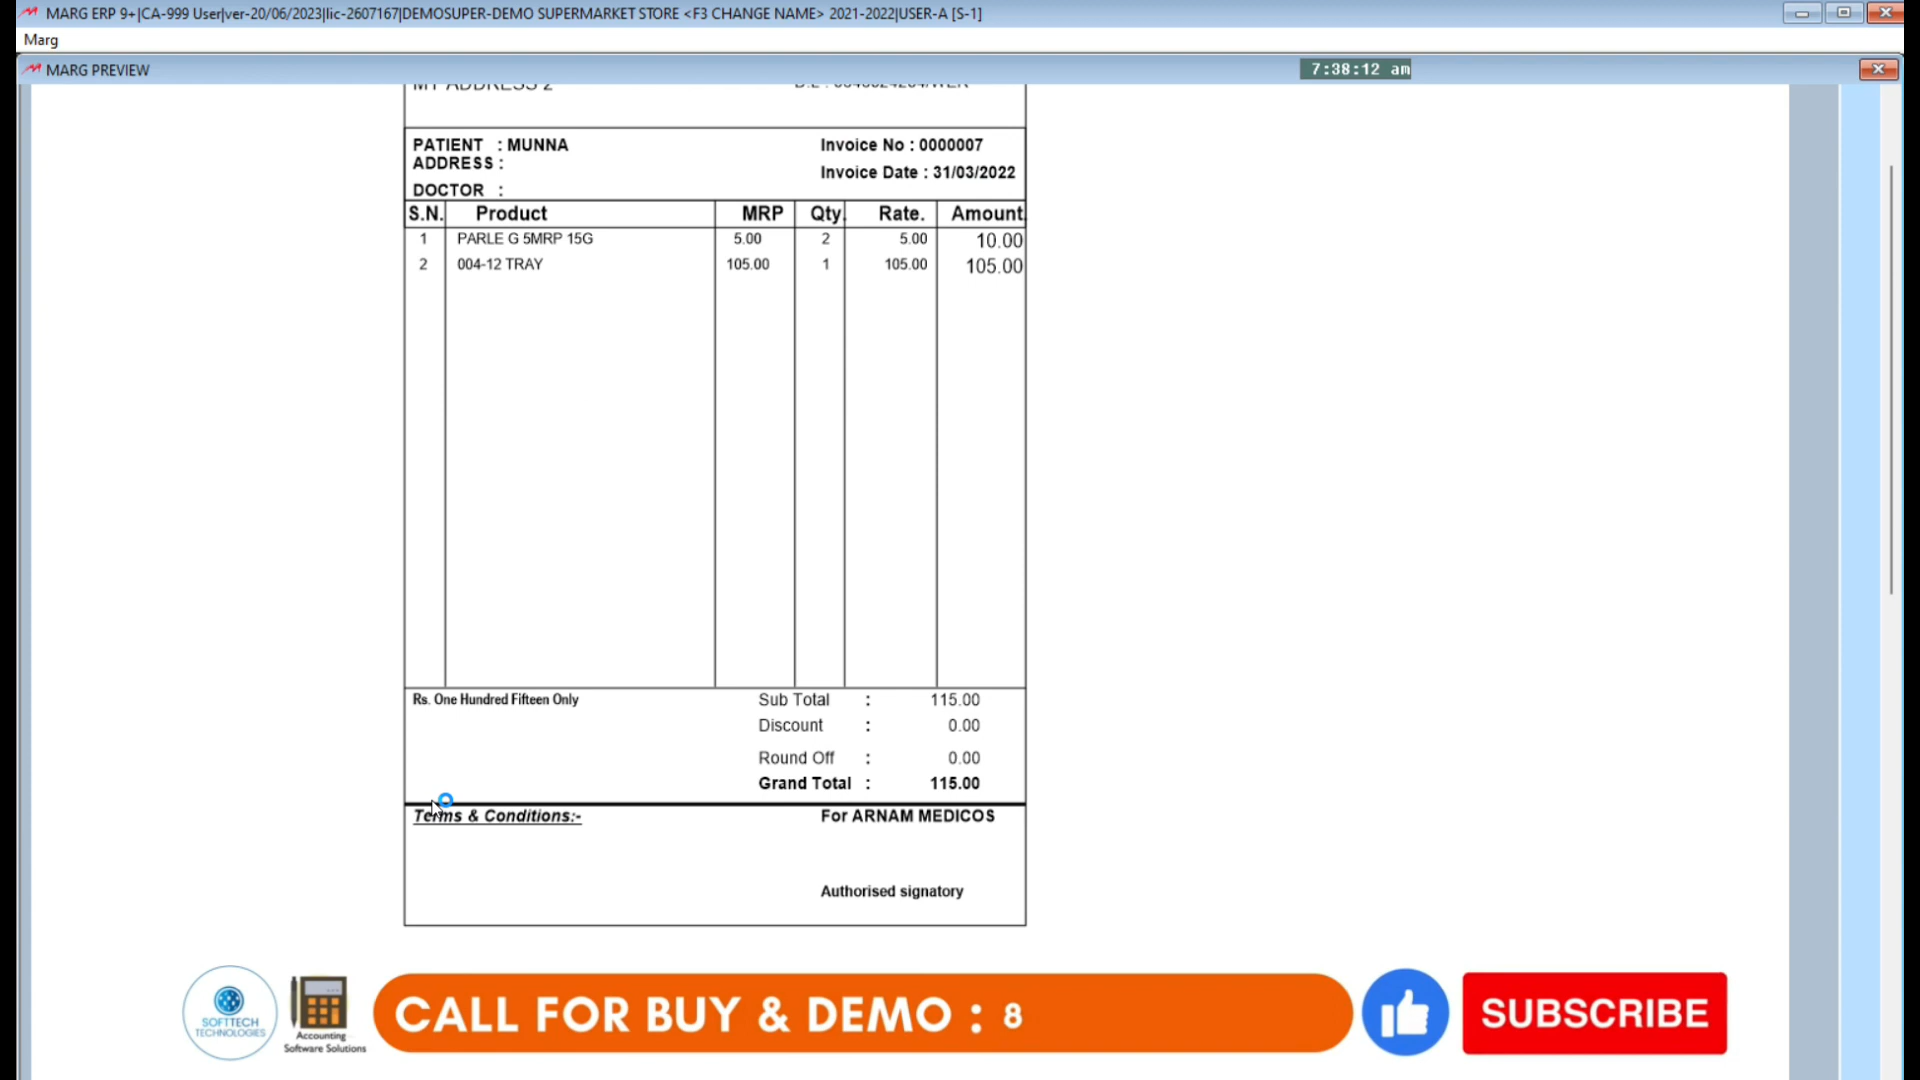 MARG ERP 9+|CA-999 User|ver-20/06/2023|lic-2607167|DEMOSUPER-DEMO SUPERMARKET STORE <F3 CHANGE NAME> 2021-2022|USER-A [S-1]
Marg
MARG PREVIEW 7:38:12 am
MY ADDRESS 2
PATIENT : MUNNA Invoice No : 0000007
ADDRESS :
Invoice Date : 31/03/2022
DOCTOR :
S.N. Product MRP Qty. Rate. Amount.
1 PARLE G 5MRP 15G 5.00 2 5.00 10.00
2 004-12 TRAY 105.00 1 105.00 105.00
Rs. One Hundred Fifteen Only Sub Total : 115.00
Discount : 0.00
Round Off : 0.00
Grand Total : 115.00
Terms & Conditions:- For ARNAM MEDICOS
Authorised signatory
SOFTTECH TECHNOLOGIES
Accounting
Software Solutions
CALL FOR BUY & DEMO : 8
SUBSCRIBE